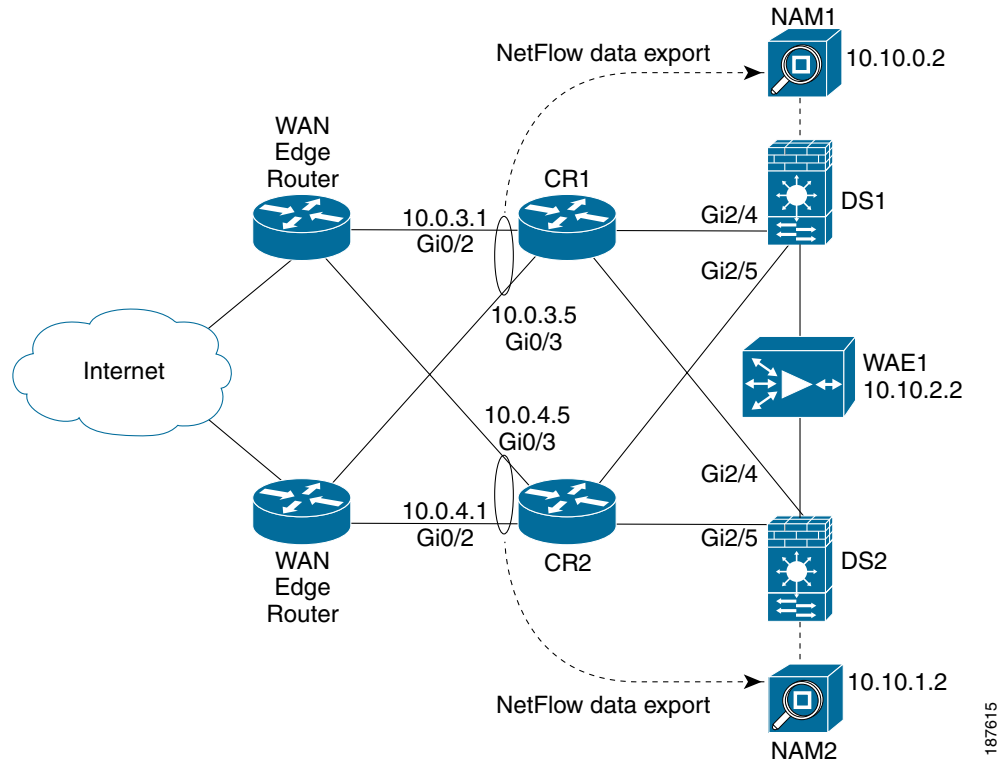 NAM1
NetFlow data export
10.10.0.2
WAN
Edge
Router
CR1
DS1
10.0.3.1
Gi0/2
Gi2/4
Gi2/5
10.0.3.5
Gi0/3
Internet
WAE1
10.10.2.2
10.0.4.5
Gi0/3
Gi2/4
10.0.4.1
Gi0/2
Gi2/5
WAN
Edge
Router
CR2
DS2
NetFlow data export
10.10.1.2
NAM2
187615